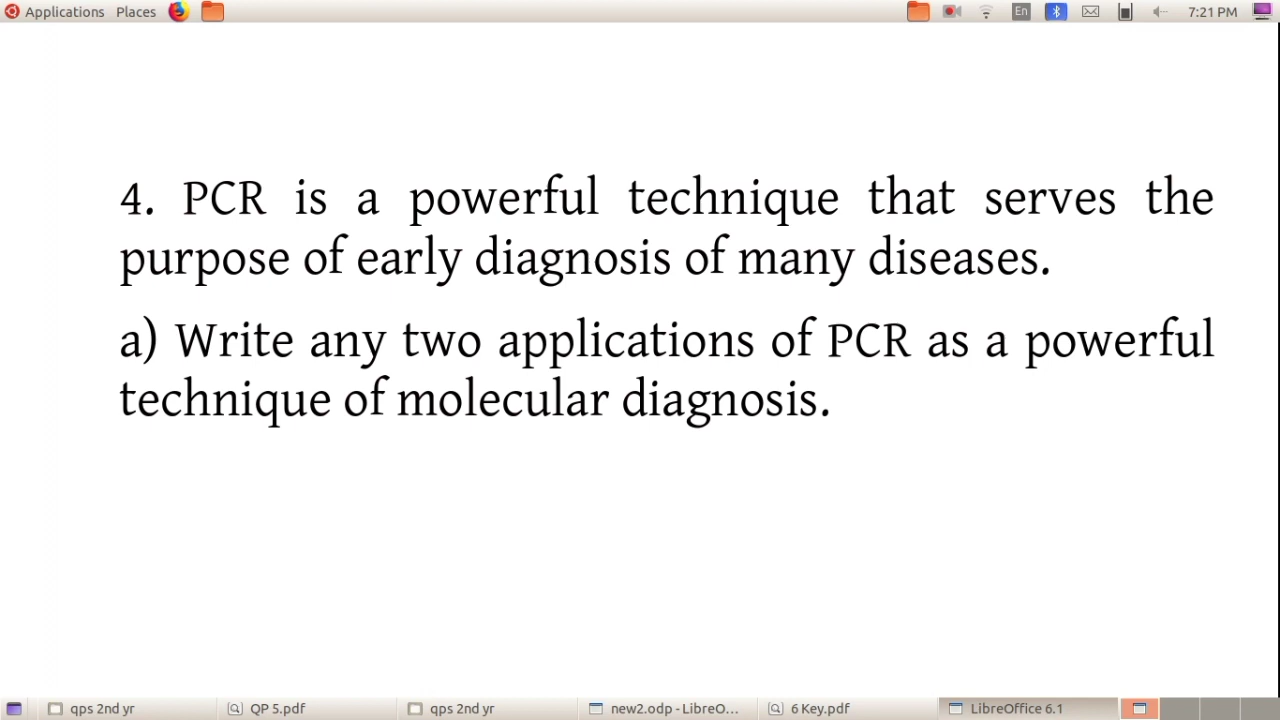 Applications Places En 7:21 PM
4. PCR is a powerful technique that serves the
purpose of early diagnosis of many diseases.
a) Write any two applications of PCR as a powerful
technique of molecular diagnosis.
qps 2nd yr QP 5.pdf qps 2nd yr new2.odp - LibreO... 6 Key.pdf LibreOffice 6.1